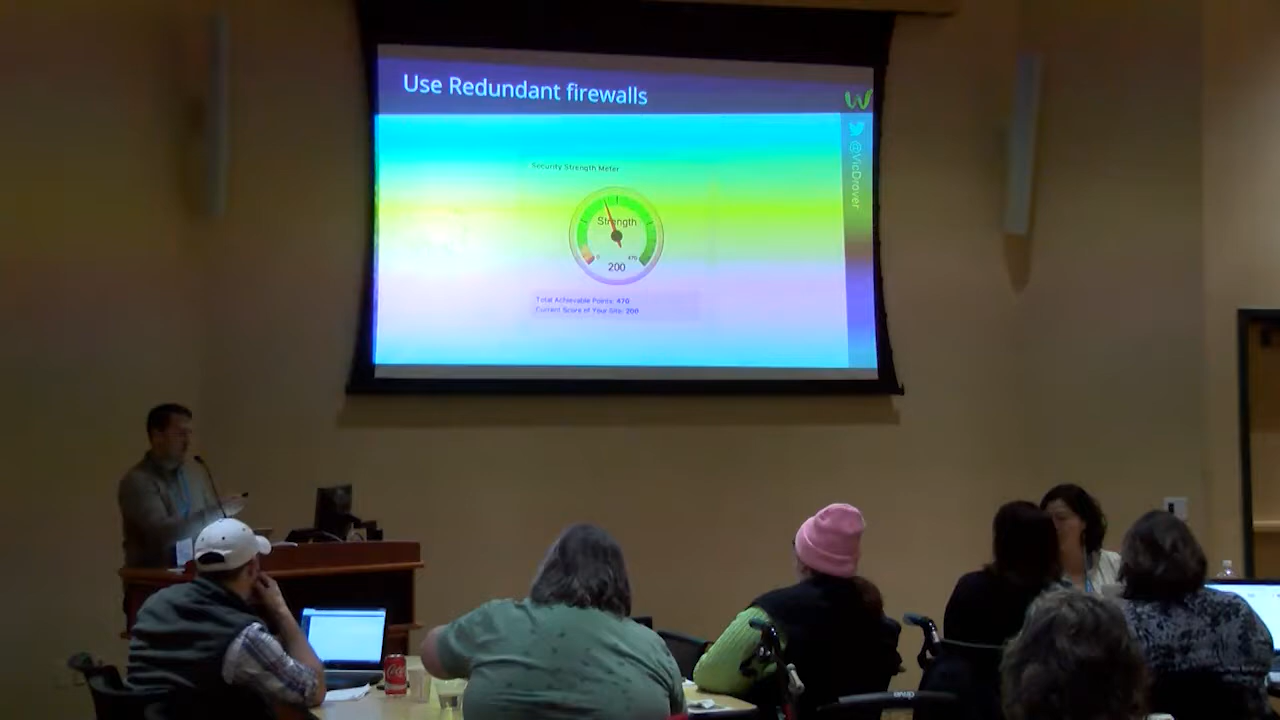 Use Redundant firewalls
@VicDrover
Security Strength Meter
Strength
0 470
200
Total Achievable Points: 470
Current Score of Your Site: 200